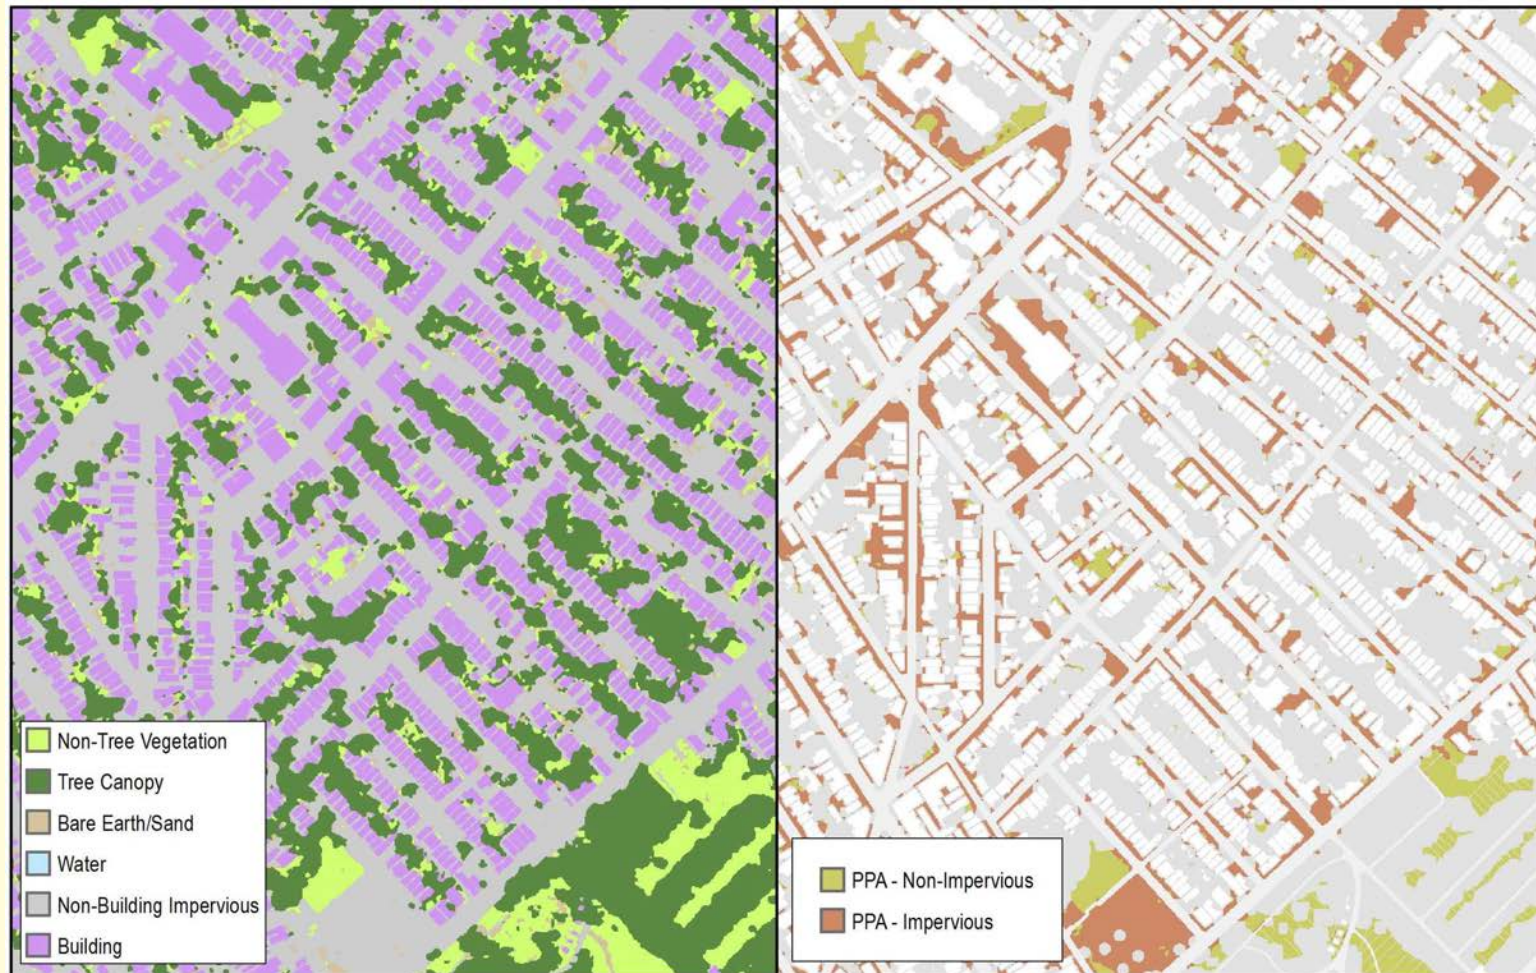 Non-Tree Vegetation
Tree Canopy
Bare Earth/Sand
Water
Non-Building Impervious
Building
PPA - Non-Impervious
PPA - Impervious